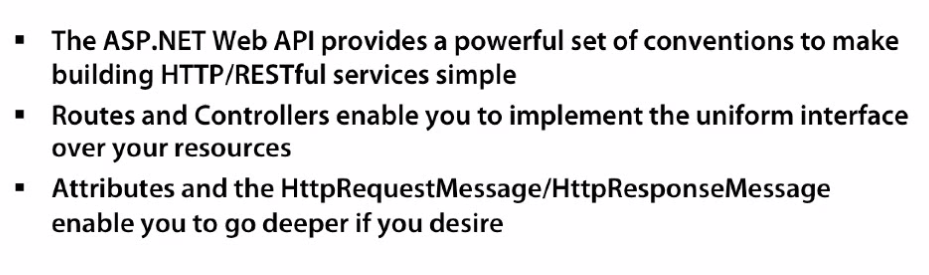 ▪ The ASP.NET Web API provides a powerful set of conventions to make
building HTTP/RESTful services simple
▪ Routes and Controllers enable you to implement the uniform interface
over your resources
▪ Attributes and the HttpRequestMessage/HttpResponseMessage
enable you to go deeper if you desire